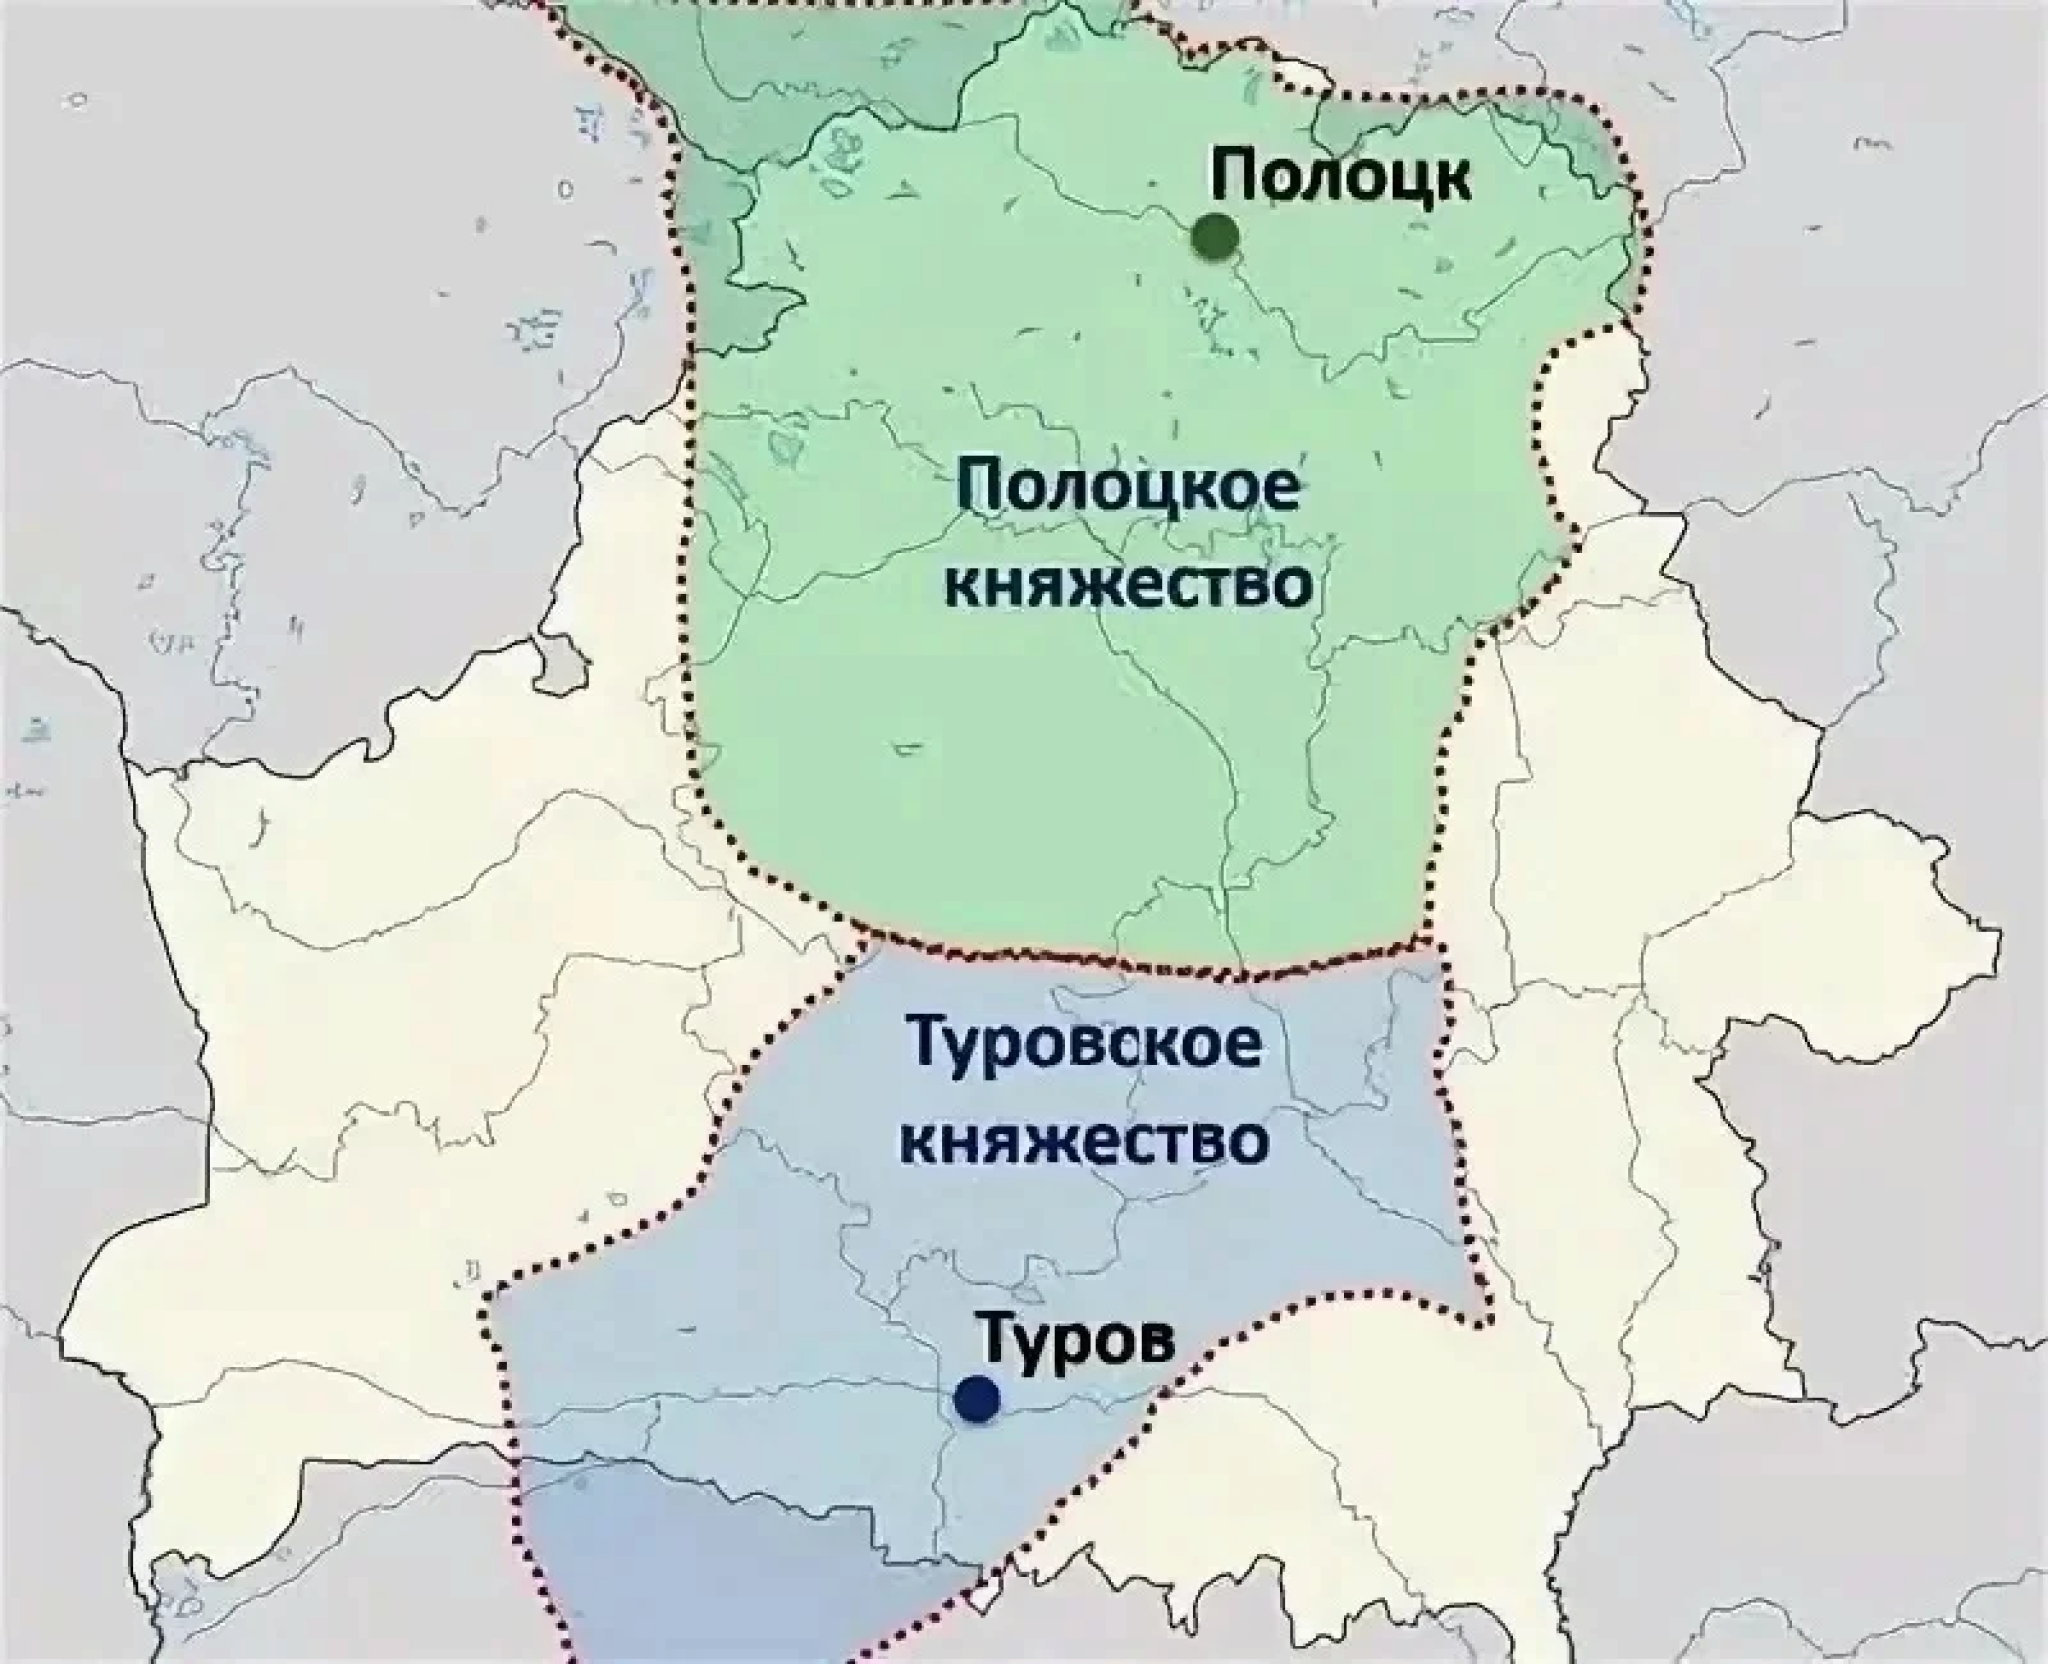 Полоцк
Полоцкое
княжество
Туровское
княжество
Туров